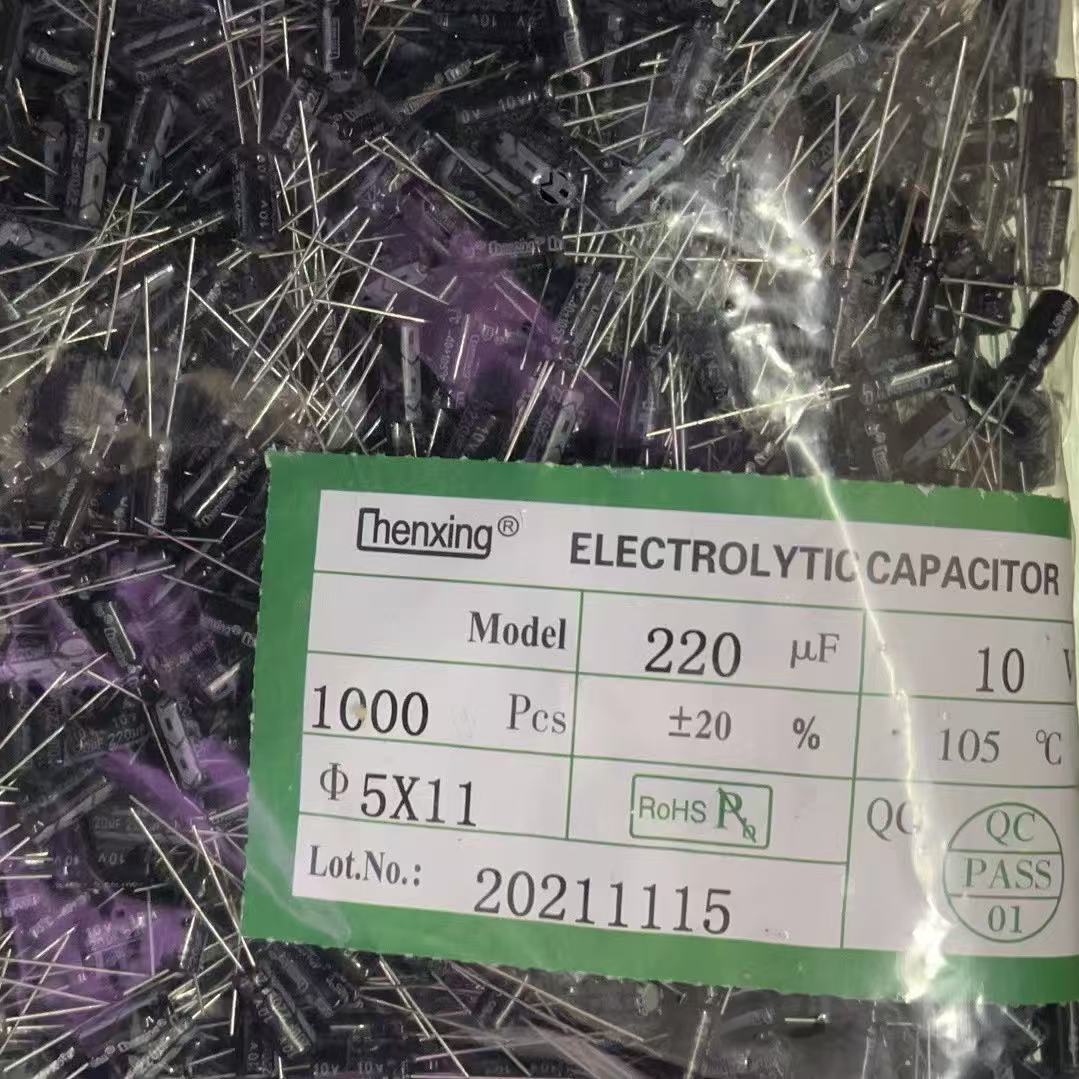 Chenxing®
ELECTROLYTIC CAPACITOR
Model
220 μF
10 V
1000 Pcs
±20 %
105 ℃
Φ 5X11
RoHS
QC
QC
PASS
01
Lot.No.: 20211115